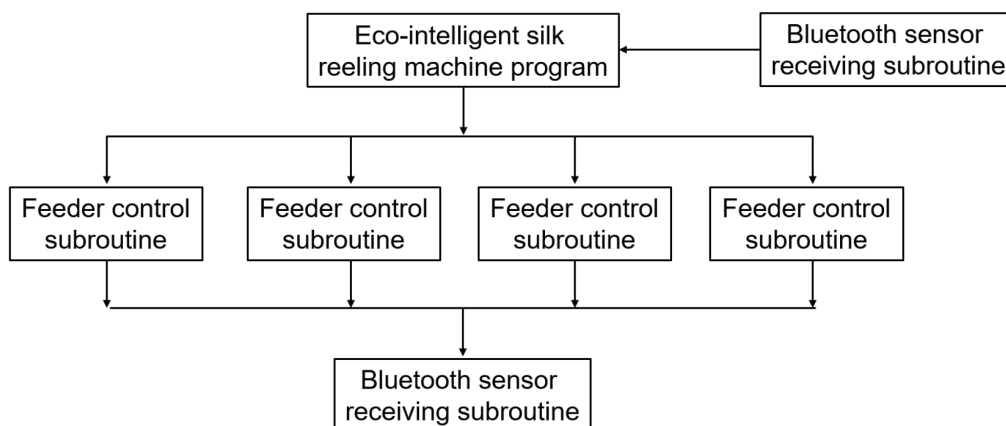 Eco-intelligent silk
reeling machine program
Bluetooth sensor
receiving subroutine
Feeder control
subroutine
Feeder control
subroutine
Feeder control
subroutine
Feeder control
subroutine
Bluetooth sensor
receiving subroutine